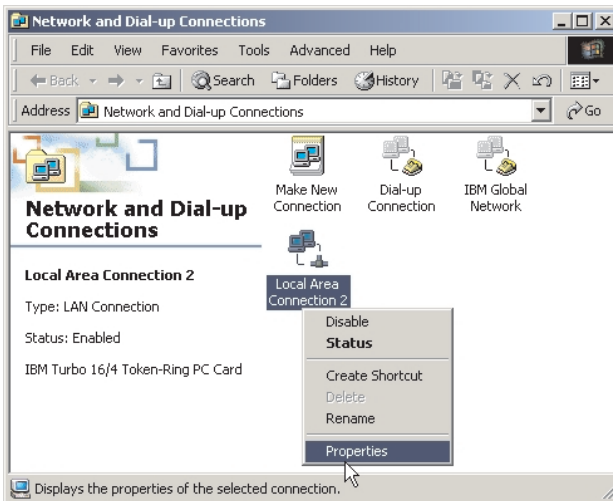 Network and Dial-up Connections
File Edit View Favorites Tools Advanced Help
Back Search Folders History
Address Network and Dial-up Connections Go
Make New Connection
Dial-up Connection
IBM Global Network
Network and Dial-up
Connections
Local Area Connection 2
Type: LAN Connection
Status: Enabled
IBM Turbo 16/4 Token-Ring PC Card
Local Area
Connection 2
Disable
Status
Create Shortcut
Delete
Rename
Properties
Displays the properties of the selected connection.